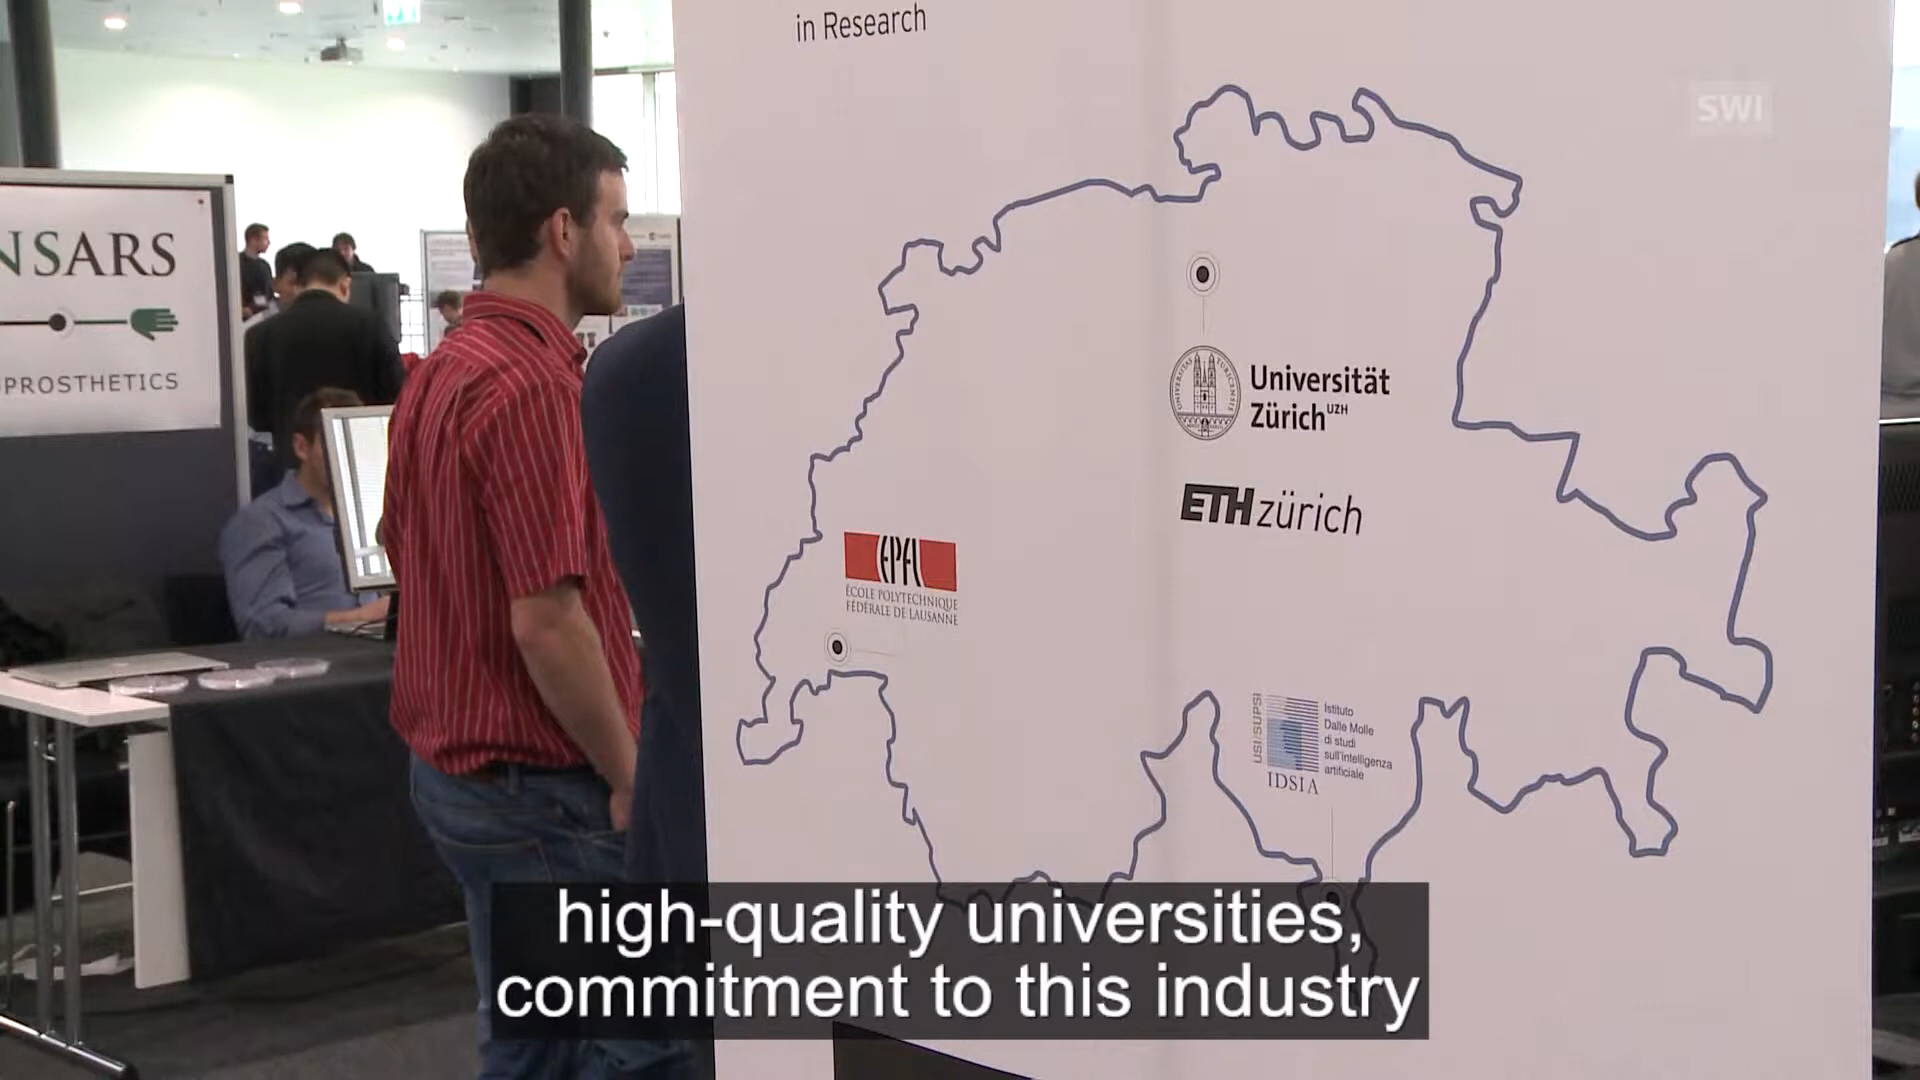 in Research
SWI
NSARS
OPROSTHETICS
Universität
Zürich UZH
ETH zürich
EPFL
ÉCOLE POLYTECHNIQUE
FÉDÉRALE DE LAUSANNE
USI/SUPSI
Istituto
Dalle Molle
di studi
sull'intelligenza
artificiale
IDSIA
high-quality universities,
commitment to this industry